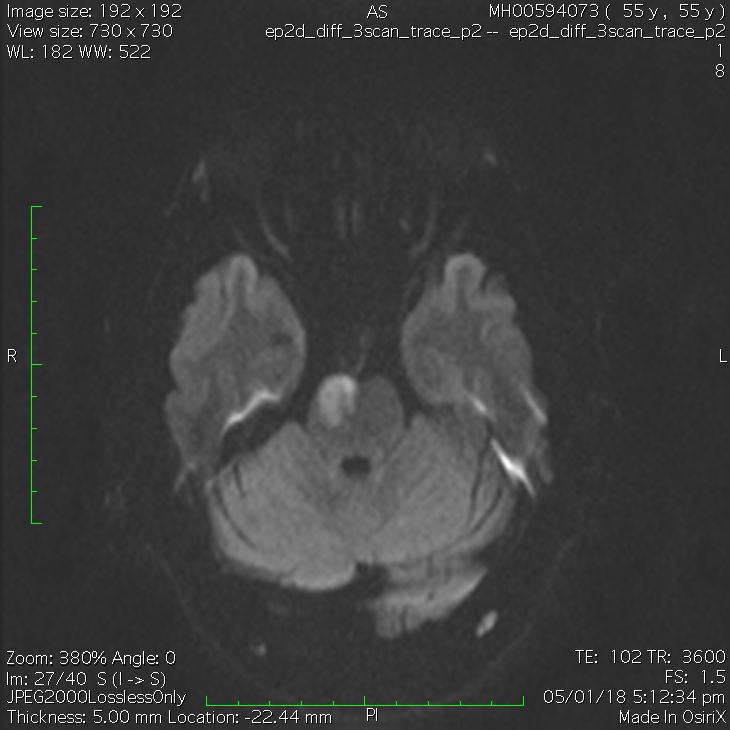 Image size: 192 x 192
View size: 730 x 730
WL: 182 WW: 522
AS
MH00594073 ( 55 y, 55 y)
ep2d_diff_3scan_trace_p2 -- ep2d_diff_3scan_trace_p2
1
8
R
L
Zoom: 380% Angle: 0
Im: 27/40 S (I -> S)
JPEG2000LosslessOnly
Thickness: 5.00 mm Location: -22.44 mm
PI
TE: 102 TR: 3600
FS: 1.5
05/01/18 5:12:34 pm
Made In OsiriX